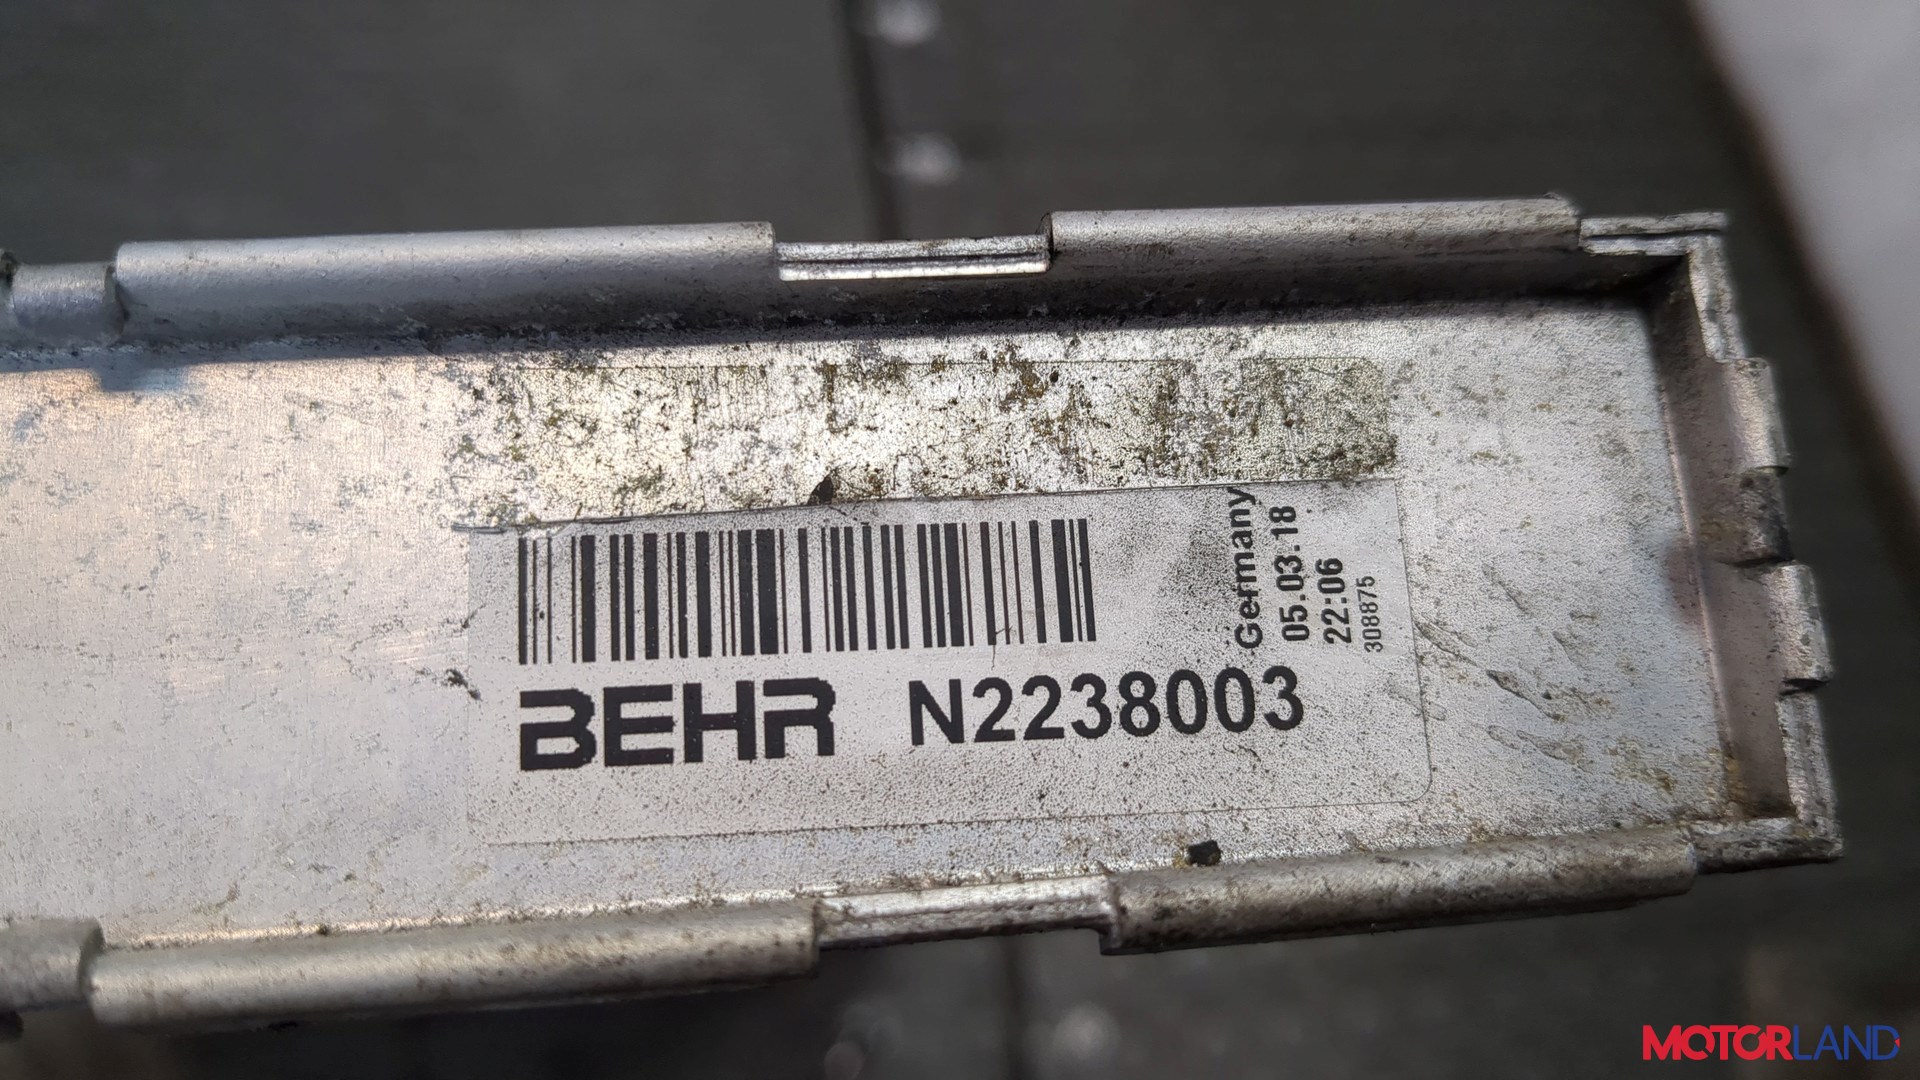 BEHR N2238003
Germany
05.03.18
22:06
308875
MOTORLAND